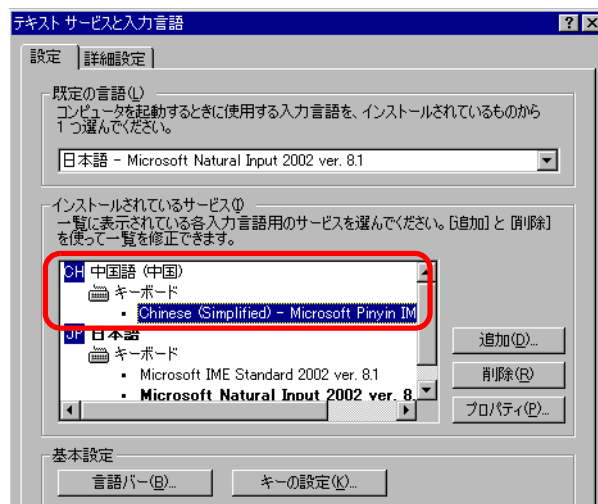 テキスト サービスと入力言語
設定
詳細設定
既定の言語(L)
コンピュータを起動するときに使用する入力言語を、インストールされているものから
1 つ選んでください。
日本語 - Microsoft Natural Input 2002 ver. 8.1
インストールされているサービス(I)
一覧に表示されている各入力言語用のサービスを選んでください。[追加] と [削除]
を使って一覧を修正できます。
CH 中国語 (中国)
キーボード
• Chinese (Simplified) - Microsoft Pinyin IM
JP 日本語
キーボード
• Microsoft IME Standard 2002 ver. 8.1
• Microsoft Natural Input 2002 ver. 8.
追加(D)...
削除(R)
プロパティ(P)...
基本設定
言語バー(B)...
キーの設定(K)...